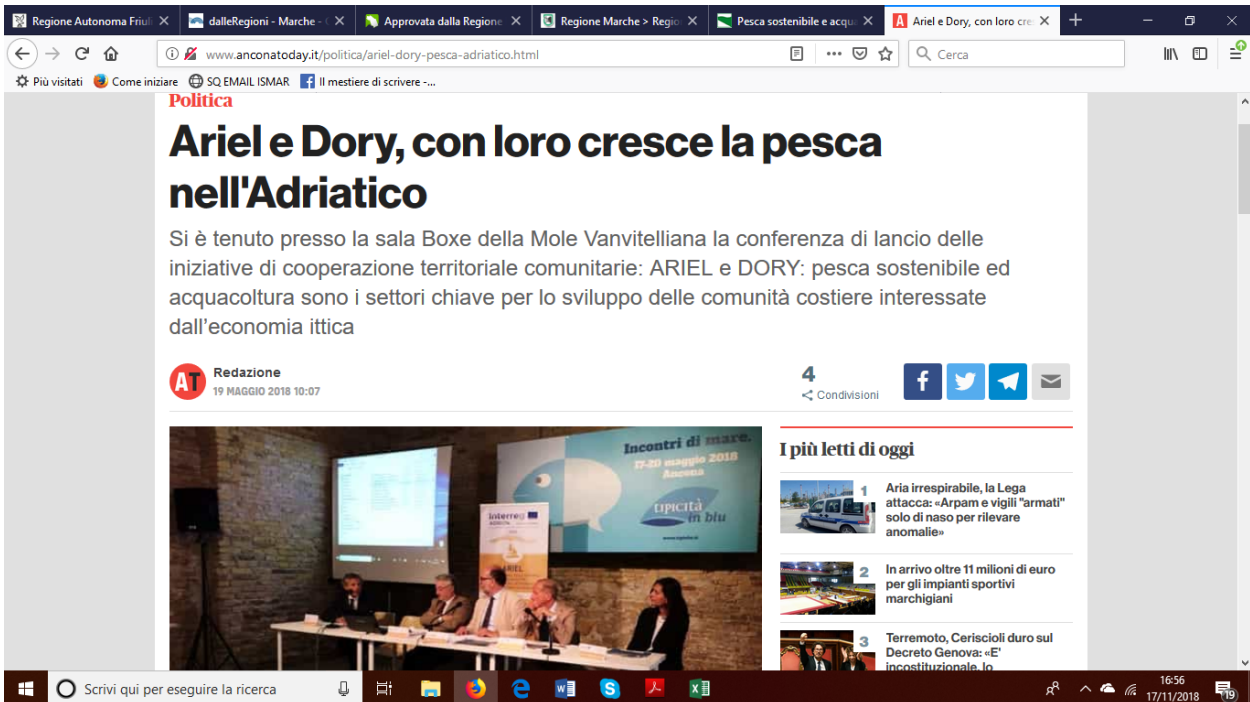 Regione Autonoma Friuli
dalleRegioni - Marche -
Approvata dalla Regione
Regione Marche > Regio
Pesca sostenibile e acqua
Ariel e Dory, con loro cre
www.anconatoday.it/politica/ariel-dory-pesca-adriatico.html
Cerca
Più visitati
Come iniziare
SQ EMAIL ISMAR
Il mestiere di scrivere -...
Politica
Ariel e Dory, con loro cresce la pesca
nell'Adriatico
Si è tenuto presso la sala Boxe della Mole Vanvitelliana la conferenza di lancio delle
iniziative di cooperazione territoriale comunitarie: ARIEL e DORY: pesca sostenibile ed
acquacoltura sono i settori chiave per lo sviluppo delle comunità costiere interessate
dall'economia ittica
AT
Redazione
19 MAGGIO 2018 10:07
4
Condivisioni
Incontri di mare.
17-20 maggio 2018
Ancona
TIPICITÀ
in blu
www.tipicita.it
Interreg
ADRION
ARIEL
I più letti di oggi
1
Aria irrespirabile, la Lega
attacca: «Arpam e vigili "armati"
solo di naso per rilevare
anomalie»
2
In arrivo oltre 11 milioni di euro
per gli impianti sportivi
marchigiani
3
Terremoto, Ceriscioli duro sul
Decreto Genova: «E'
incostituzionale, lo
Scrivi qui per eseguire la ricerca
16:56
17/11/2018
19